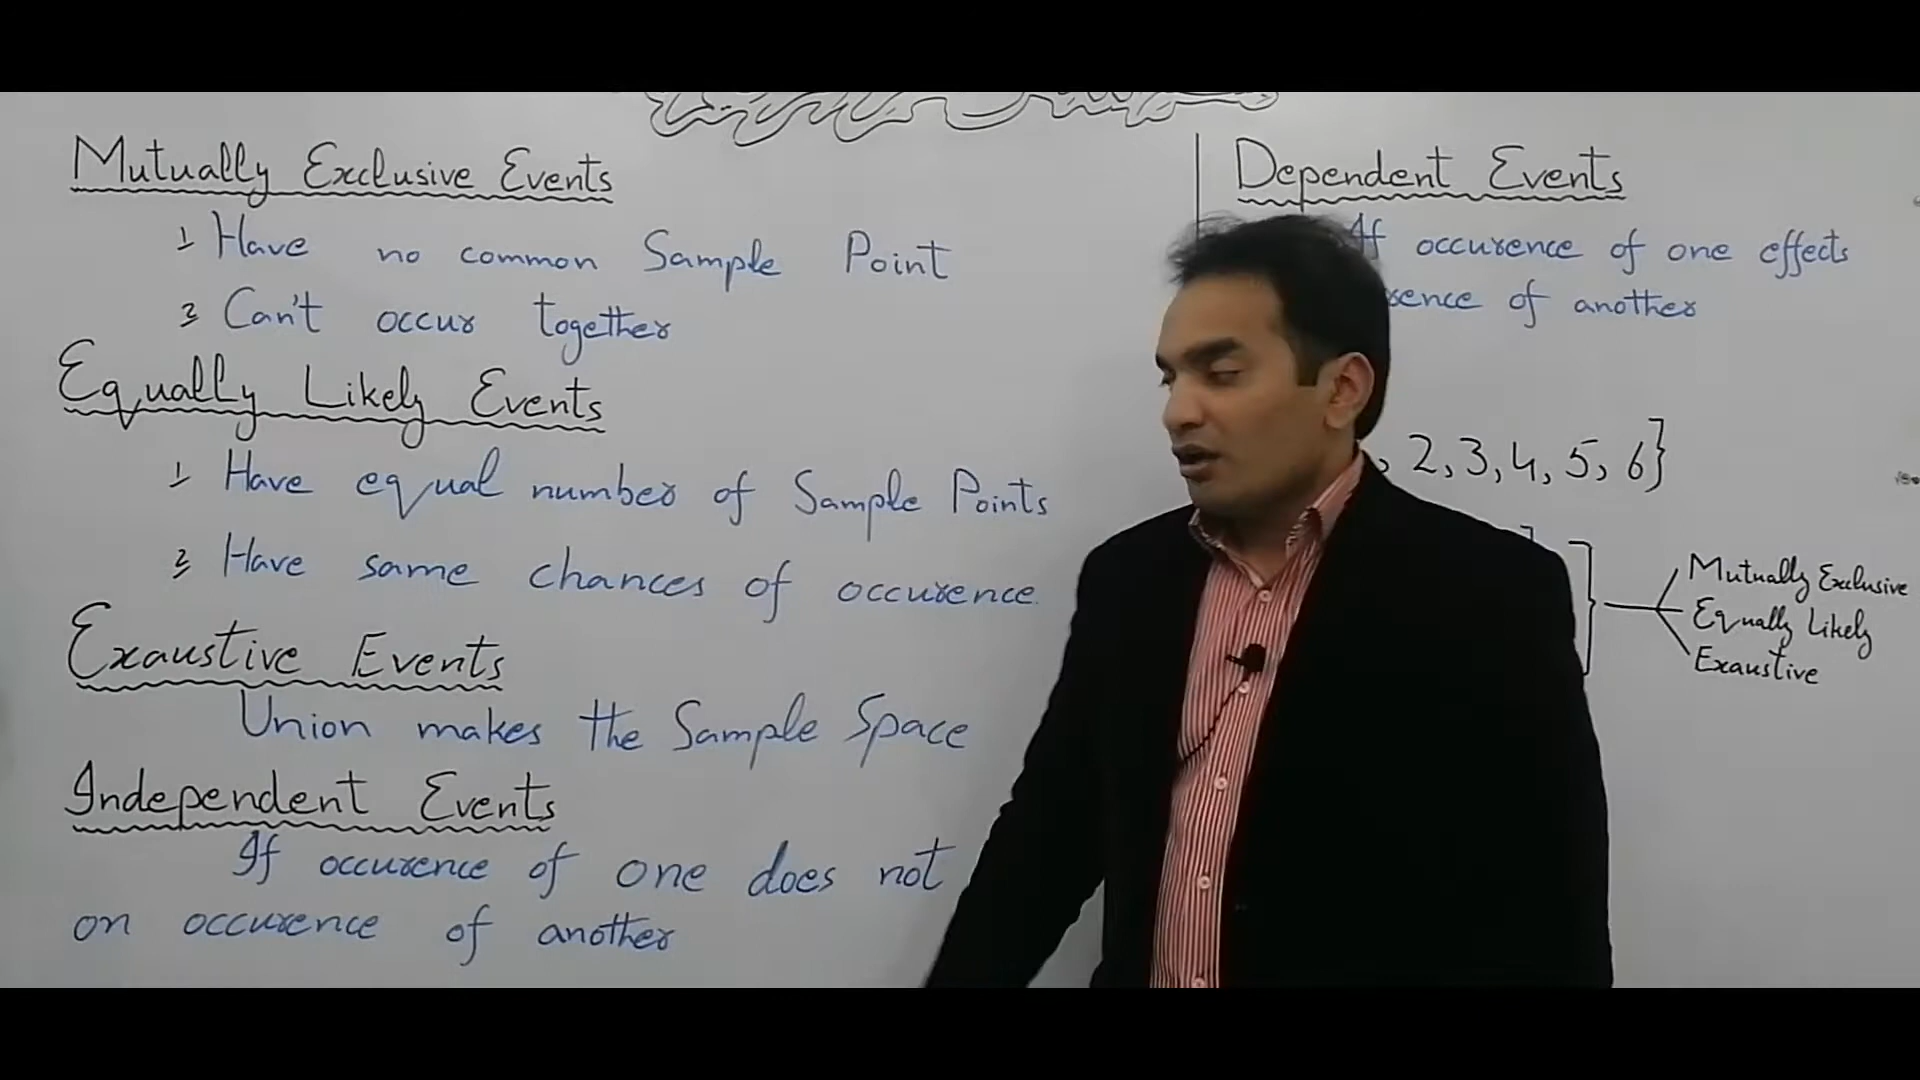 Mutually Exclusive Events
1 Have no common Sample Point
2 Can't occur together
Equally Likely Events
1 Have equal number of Sample Points
2 Have same chances of occurence.
Exaustive Events
Union makes the Sample Space
Independent Events
If occurence of one does not
on occurence of another
Dependent Events
If occurence of one effects
rence of another
, 2, 3, 4, 5, 6}
Mutually Exclusive
Equally Likely
Exaustive